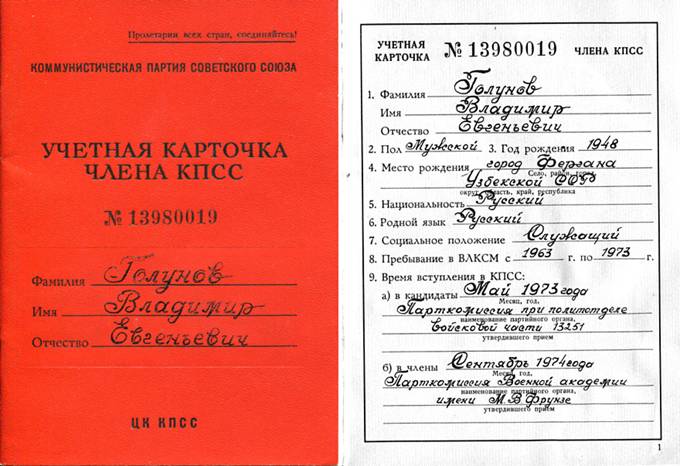 Пролетарии всех стран, соединяйтесь!
КОММУНИСТИЧЕСКАЯ ПАРТИЯ СОВЕТСКОГО СОЮЗА
УЧЕТНАЯ КАРТОЧКА
ЧЛЕНА КПСС
№ 13980019
Фамилия Голунов
Имя Владимир
Отчество Евгеньевич
ЦК КПСС
УЧЕТНАЯ КАРТОЧКА № 13980019 ЧЛЕНА КПСС
1. Фамилия Голунов
Имя Владимир
Отчество Евгеньевич
2. Пол Мужской 3. Год рождения 1948
4. Место рождения город Фергана
Село, район, город,
Узбекской ССР
округ, область, край, республика
5. Национальность Русский
6. Родной язык Русский
7. Социальное положение Служащий
8. Пребывание в ВЛКСМ с 1963 г. по 1973 г.
9. Время вступления в КПСС:
а) в кандидаты Май 1973 года
Месяц, год,
Парткомиссия при политотделе
наименование партийного органа,
войсковой части 13251
утвердившего прием
б) в члены Сентябрь 1974 года
Месяц, год,
Парткомиссия Военной академии
наименование партийного органа,
имени М.В Фрунзе
утвердившего прием
1